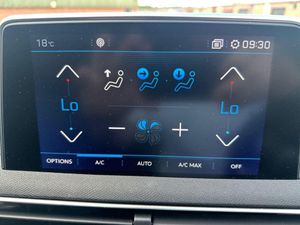 18°C 09:30
Lo Lo
OPTIONS A/C AUTO A/C MAX OFF